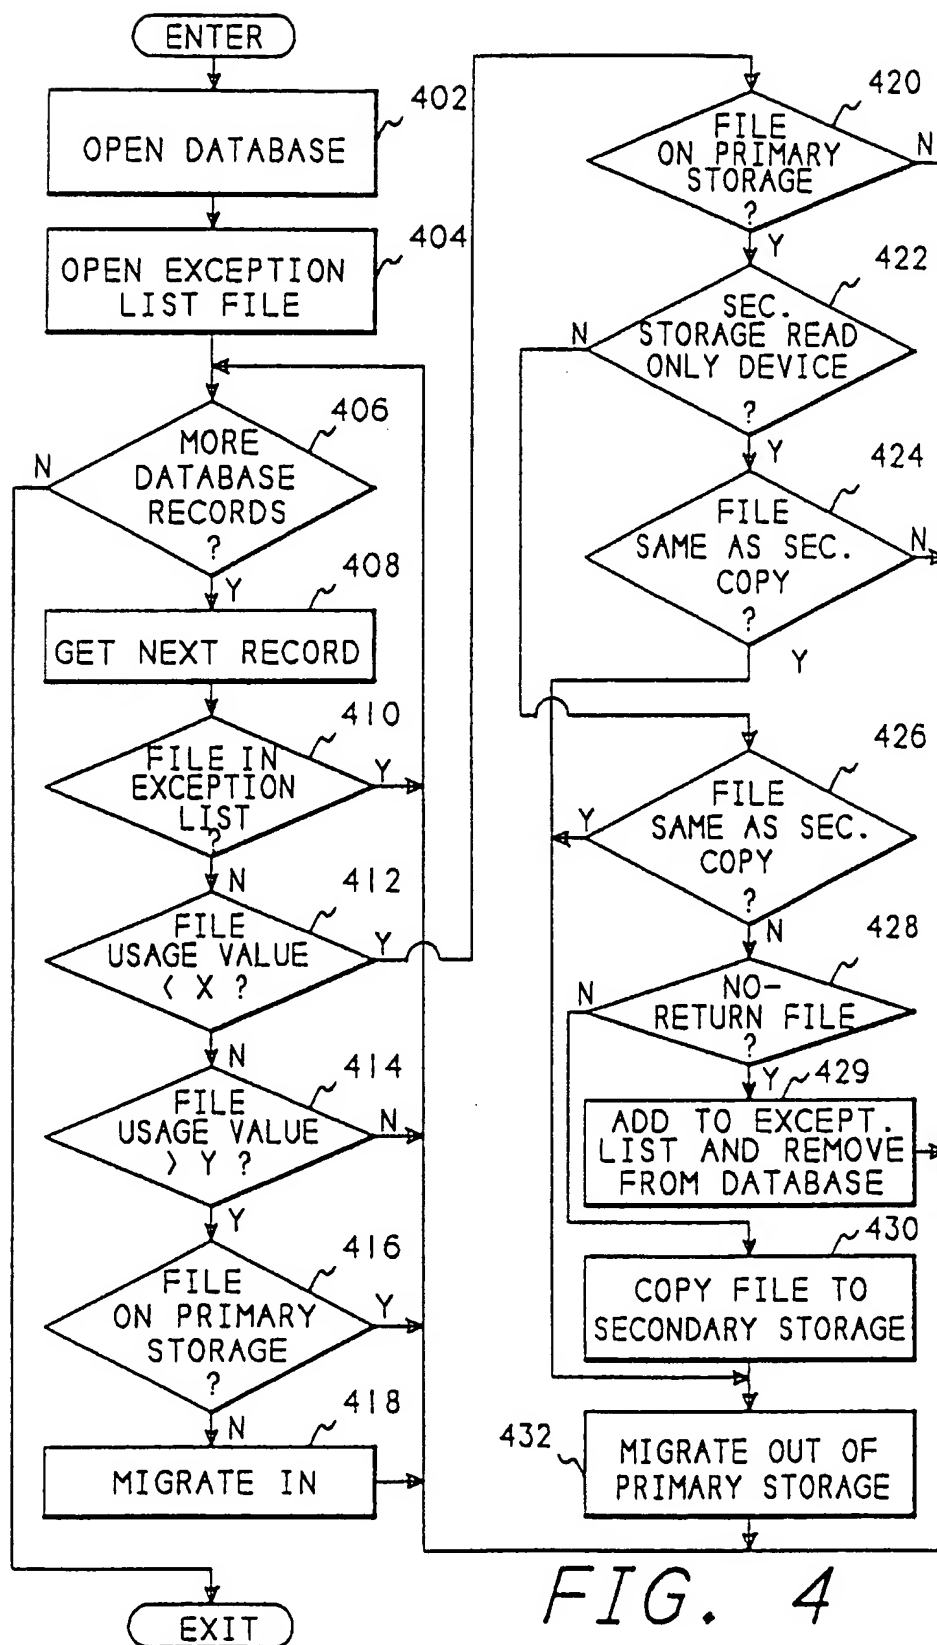 ENTER
402
OPEN DATABASE
404
OPEN EXCEPTION
LIST FILE
406
MORE
DATABASE
RECORDS
?
N
Y
408
GET NEXT RECORD
410
FILE IN
EXCEPTION
LIST
?
Y
N
412
FILE
USAGE VALUE
< X ?
Y
N
414
FILE
USAGE VALUE
> Y ?
N
Y
416
FILE
ON PRIMARY
STORAGE
?
Y
N
418
MIGRATE IN
EXIT
420
FILE
ON PRIMARY
STORAGE
?
N
Y
422
SEC.
STORAGE READ
ONLY DEVICE
?
N
Y
424
FILE
SAME AS SEC.
COPY
?
N
Y
426
FILE
SAME AS SEC.
COPY
?
Y
N
428
NO-
RETURN FILE
?
N
Y
429
ADD TO EXCEPT.
LIST AND REMOVE
FROM DATABASE
430
COPY FILE TO
SECONDARY STORAGE
432
MIGRATE OUT OF
PRIMARY STORAGE
FIG. 4